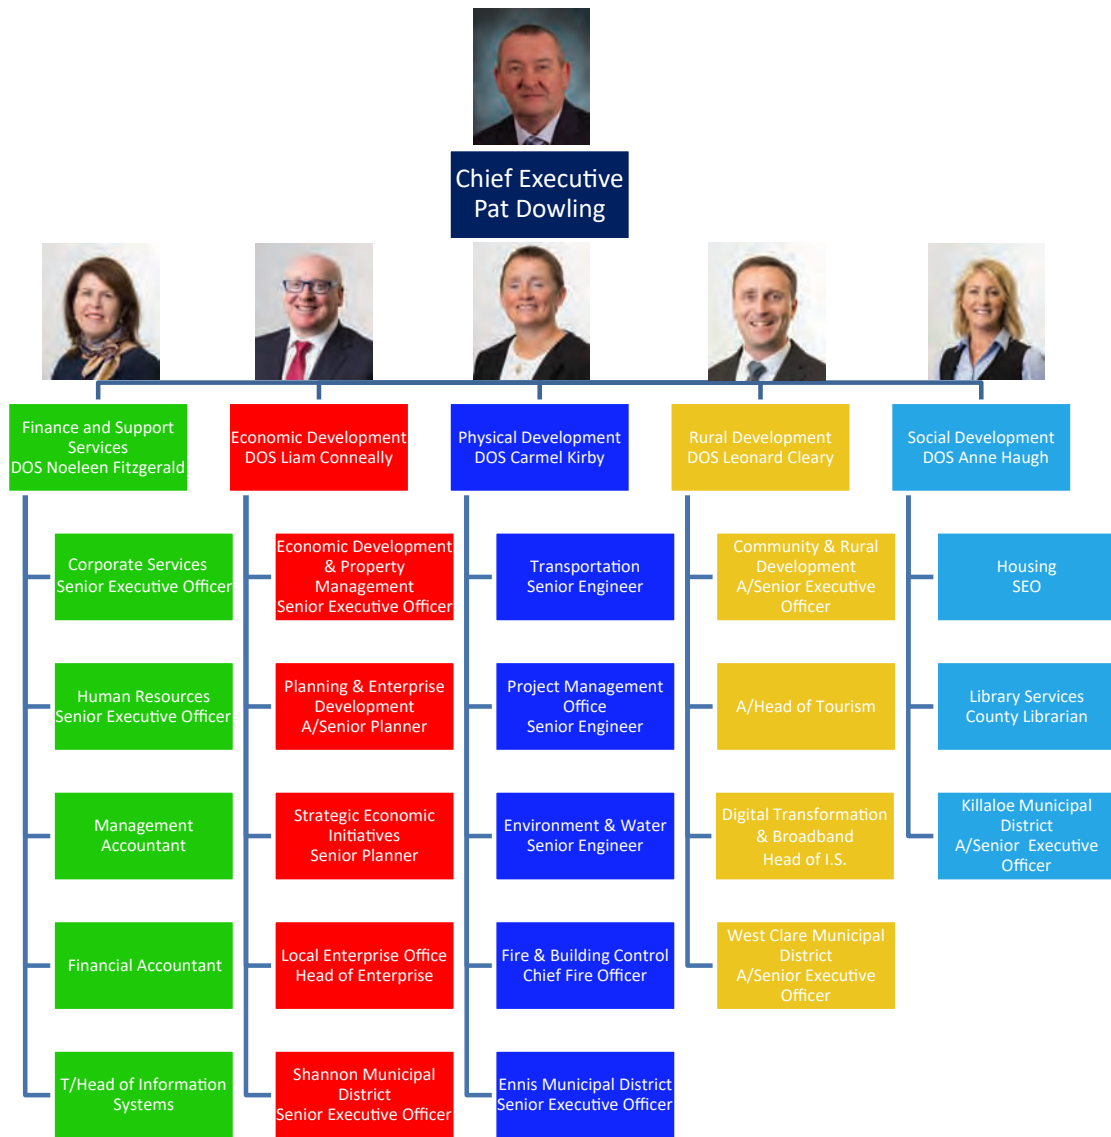 Chief Executive
Pat Dowling
Finance and Support
Services
DOS Noeleen Fitzgerald
Economic Development
DOS Liam Conneally
Physical Development
DOS Carmel Kirby
Rural Development
DOS Leonard Cleary
Social Development
DOS Anne Haugh
Corporate Services
Senior Executive Officer
Human Resources
Senior Executive Officer
Management
Accountant
Financial Accountant
T/Head of Information
Systems
Economic Development
& Property
Management
Senior Executive Officer
Planning & Enterprise
Development
A/Senior Planner
Strategic Economic
Initiatives
Senior Planner
Local Enterprise Office
Head of Enterprise
Shannon Municipal
District
Senior Executive Officer
Transportation
Senior Engineer
Project Management
Office
Senior Engineer
Environment & Water
Senior Engineer
Fire & Building Control
Chief Fire Officer
Ennis Municipal District
Senior Executive Officer
Community & Rural
Development
A/Senior Executive
Officer
A/Head of Tourism
Digital Transformation
& Broadband
Head of I.S.
West Clare Municipal
District
A/Senior Executive
Officer
Housing
SEO
Library Services
County Librarian
Killaloe Municipal
District
A/Senior Executive
Officer